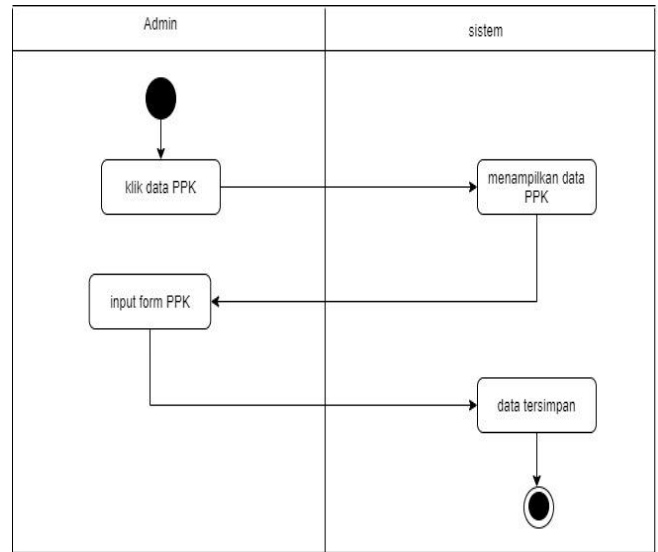 Admin
sistem
klik data PPK
menampilkan data
PPK
input form PPK
data tersimpan